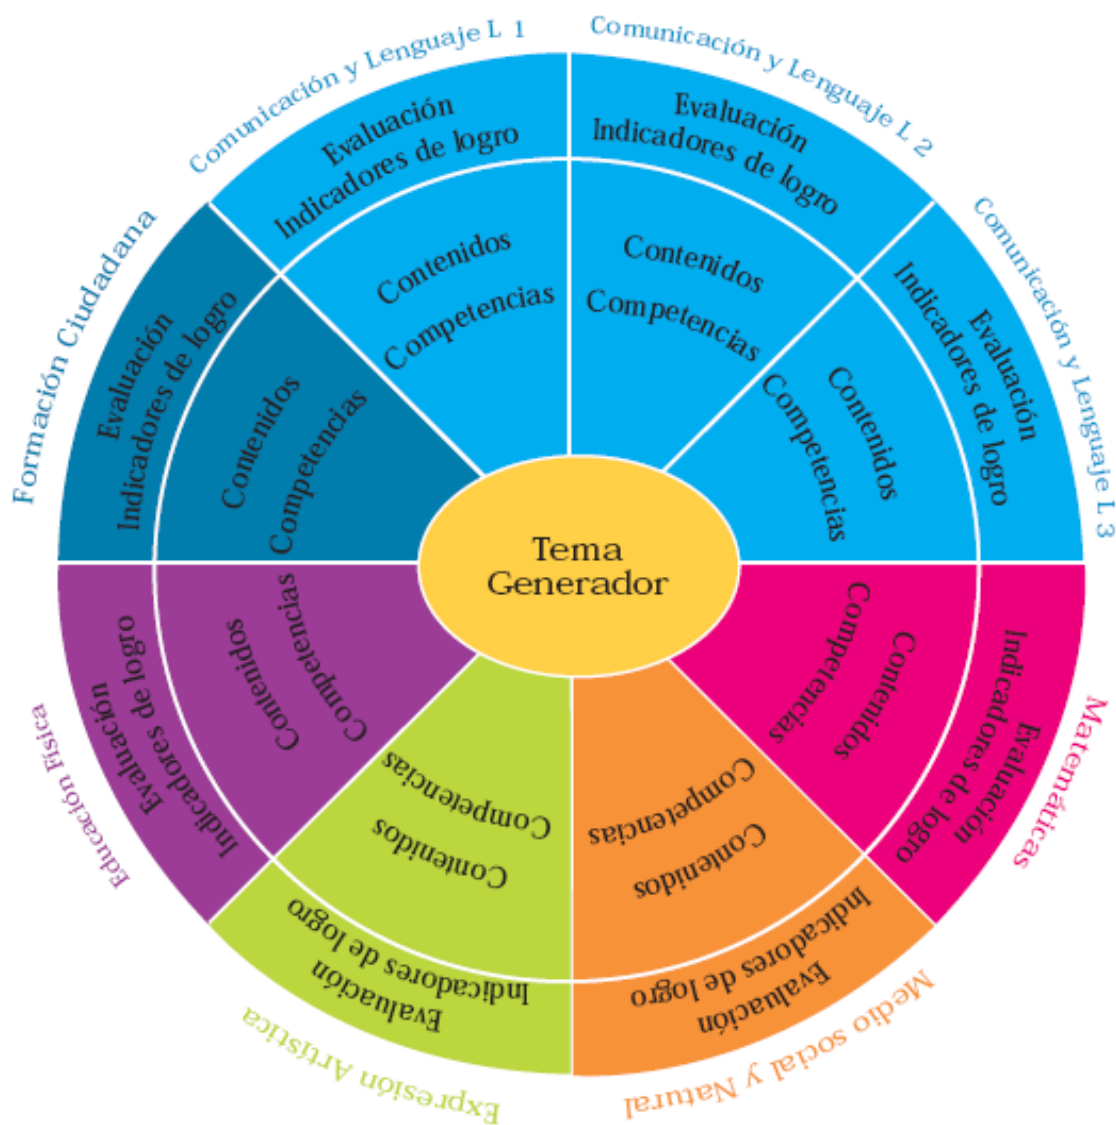 Comunicación y Lenguaje L 1
Evaluación
Indicadores de logro
Contenidos
Competencias
Comunicación y Lenguaje L 2
Evaluación
Indicadores de logro
Contenidos
Competencias
Comunicación y Lenguaje L 3
Evaluación
Indicadores de logro
Contenidos
Competencias
Matemáticas
Evaluación
Indicadores de logro
Contenidos
Competencias
Medio social y Natural
Evaluación
Indicadores de logro
Contenidos
Competencias
Expresión Artística
Evaluación
Indicadores de logro
Contenidos
Competencias
Educación Física
Evaluación
Indicadores de logro
Contenidos
Competencias
Formación Ciudadana
Evaluación
Indicadores de logro
Contenidos
Competencias
Tema
Generador